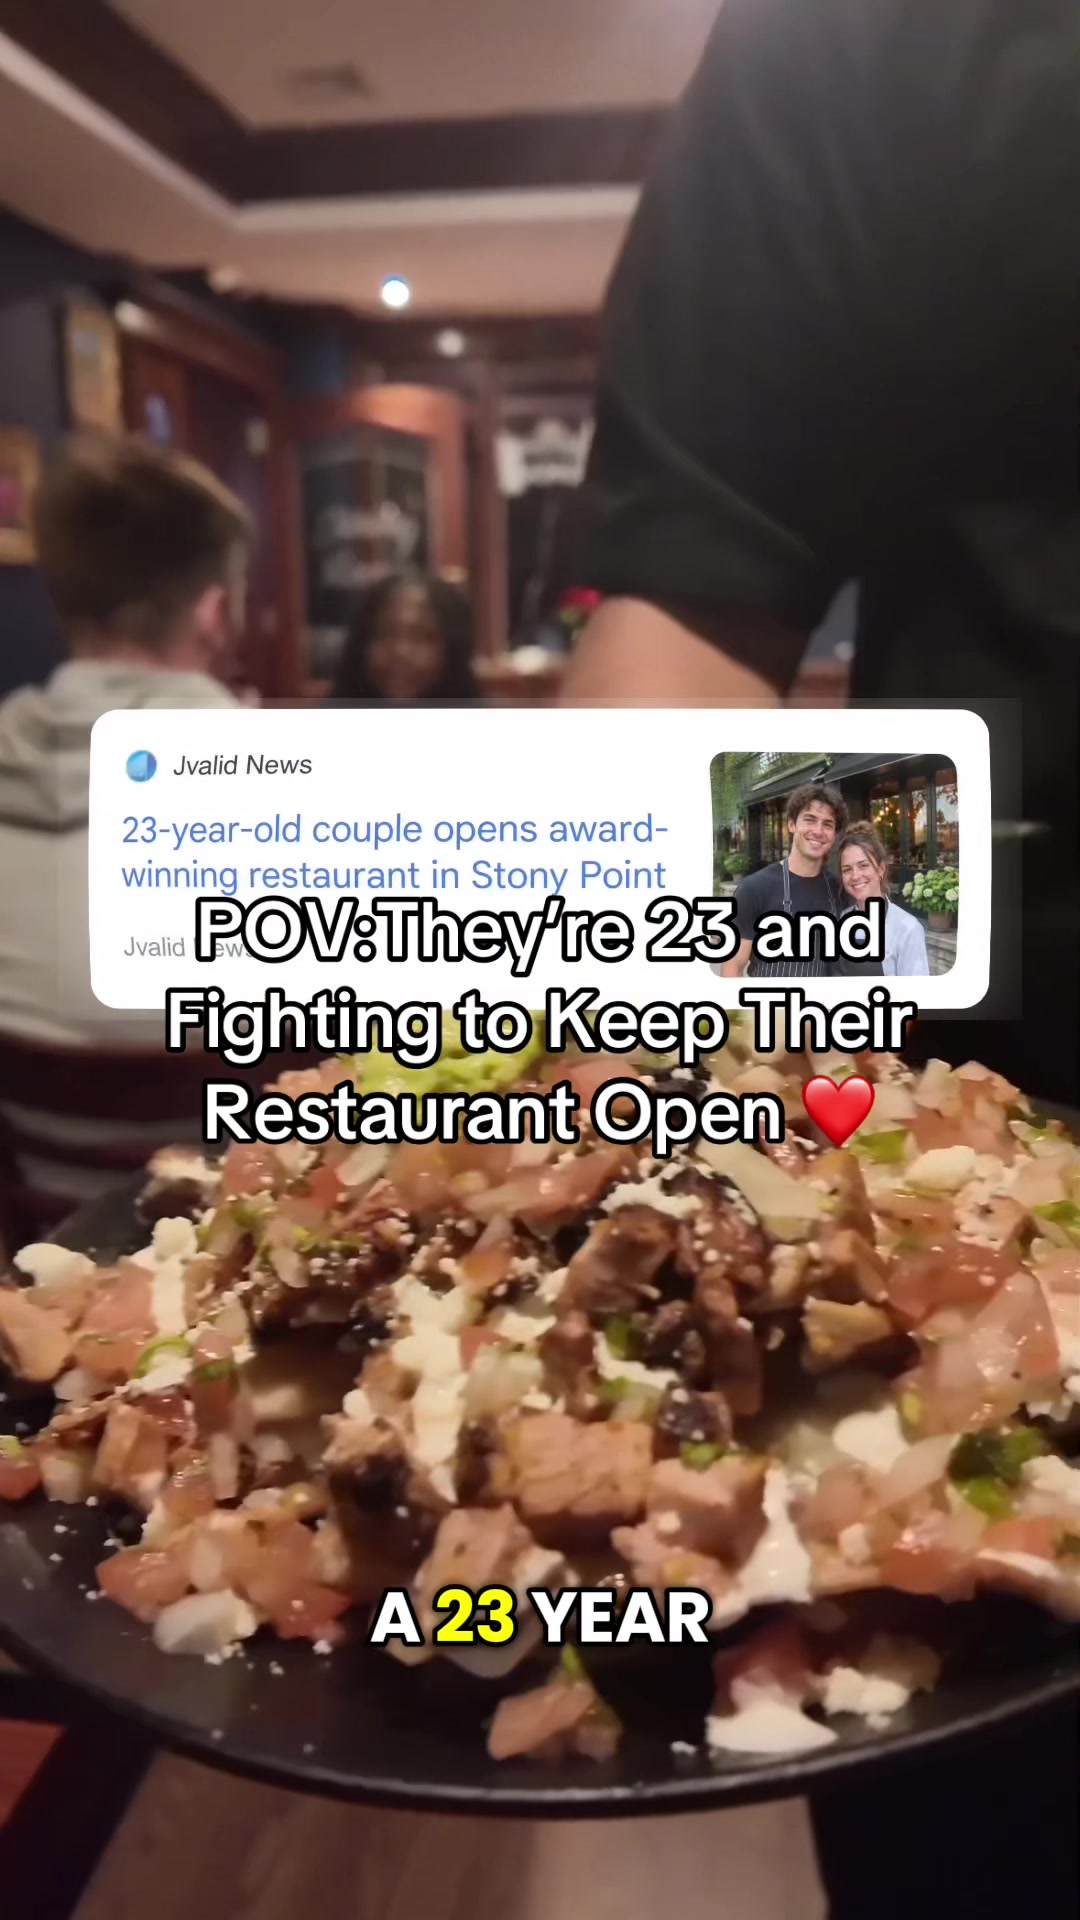 Jvalid News
23-year-old couple opens award-
winning restaurant in Stony Point
Jvalid News
POV:They're 23 and
Fighting to Keep Their
Restaurant Open ❤️
A 23 YEAR